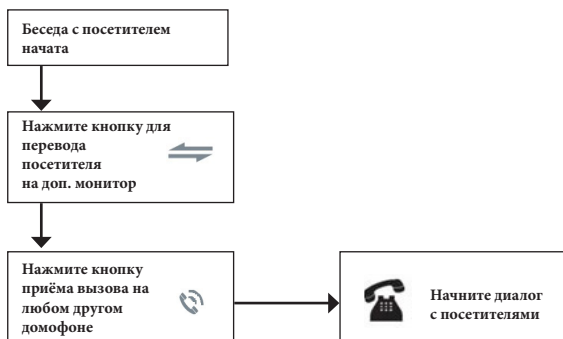 Беседа с посетителем
начата
Нажмите кнопку для
перевода
посетителя
на доп. монитор
Нажмите кнопку
приёма вызова на
любом другом
домофоне
Начните диалог
с посетителями